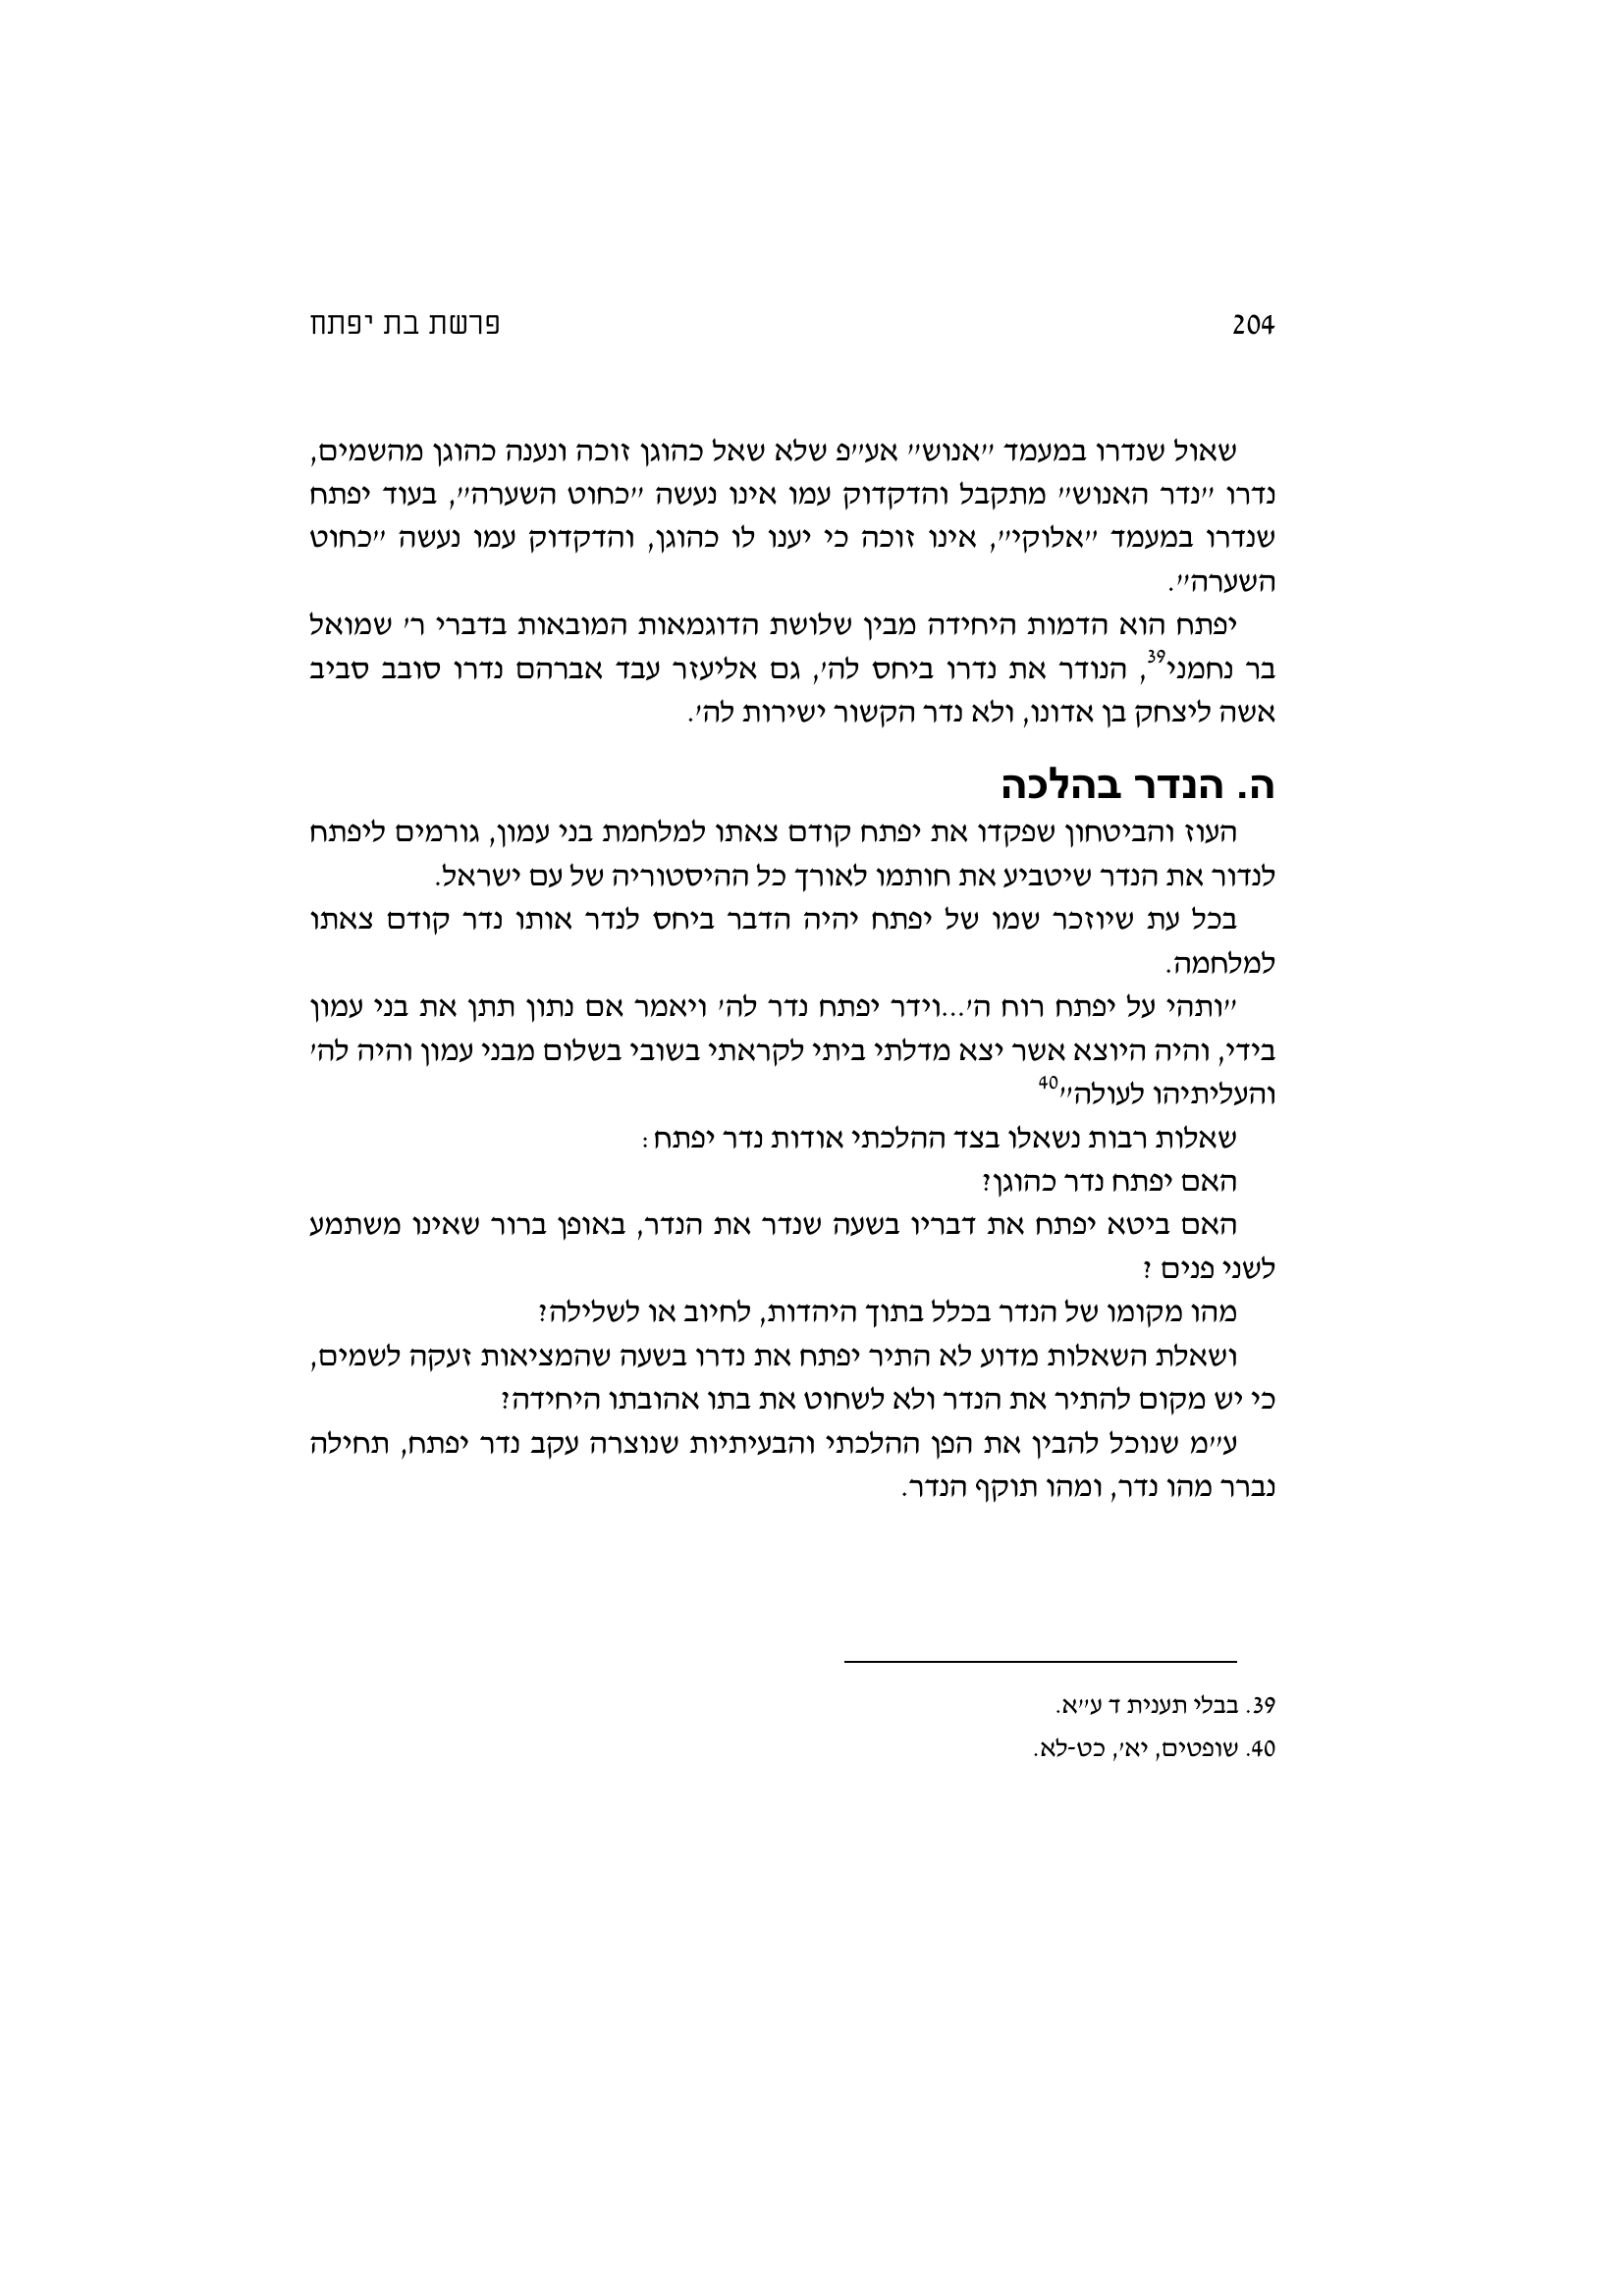 204 פרשת בת יפתח
שאול שנדרו במעמד "אנוש" אע"פ שלא שאל כהוגן זוכה ונענה כהוגן מהשמים,
נדרו "נדר האנוש" מתקבל והדקדוק עמו אינו נעשה "כחוט השערה", בעוד יפתח
שנדרו במעמד "אלוקי", אינו זוכה כי יענו לו כהוגן, והדקדוק עמו נעשה "כחוט
השערה".
יפתח הוא הדמות היחידה מבין שלושת הדוגמאות המובאות בדברי ר' שמואל
בר נחמני39, הנודר את נדרו ביחס לה', גם אליעזר עבד אברהם נדרו סובב סביב
אשה ליצחק בן אדונו, ולא נדר הקשור ישירות לה'.
ה. הנדר בהלכה
העוז והביטחון שפקדו את יפתח קודם צאתו למלחמת בני עמון, גורמים ליפתח
לנדור את הנדר שיטביע את חותמו לאורך כל ההיסטוריה של עם ישראל.
בכל עת שיוזכר שמו של יפתח יהיה הדבר ביחס לנדר אותו נדר קודם צאתו
למלחמה.
"ותהי על יפתח רוח ה'...וידר יפתח נדר לה' ויאמר אם נתון תתן את בני עמון
בידי, והיה היוצא אשר יצא מדלתי ביתי לקראתי בשובי בשלום מבני עמון והיה לה'
והעליתיהו לעולה"40
שאלות רבות נשאלו בצד ההלכתי אודות נדר יפתח:
האם יפתח נדר כהוגן?
האם ביטא יפתח את דבריו בשעה שנדר את הנדר, באופן ברור שאינו משתמע
לשני פנים ?
מהו מקומו של הנדר בכלל בתוך היהדות, לחיוב או לשלילה?
ושאלת השאלות מדוע לא התיר יפתח את נדרו בשעה שהמציאות זעקה לשמים,
כי יש מקום להתיר את הנדר ולא לשחוט את בתו אהובתו היחידה?
ע"מ שנוכל להבין את הפן ההלכתי והבעיתיות שנוצרה עקב נדר יפתח, תחילה
נברר מהו נדר, ומהו תוקף הנדר.
39. בבלי תענית ד ע"א.
40. שופטים, יא', כט-לא.